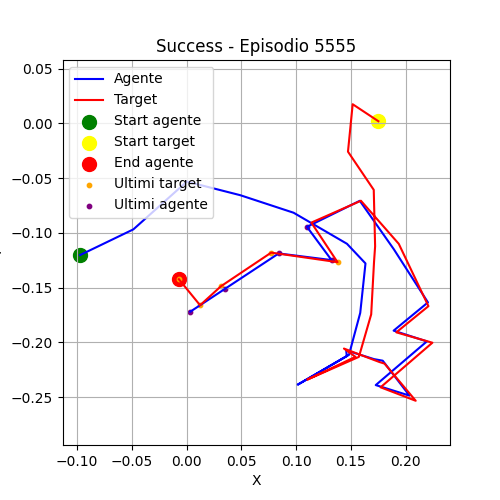 Success - Episodio 5555
Agente
Target
Start agente
Start target
End agente
Ultimi target
Ultimi agente
0.05
0.00
−0.05
−0.10
−0.15
−0.20
−0.25
−0.10
−0.05
0.00
0.05
0.10
0.15
0.20
X